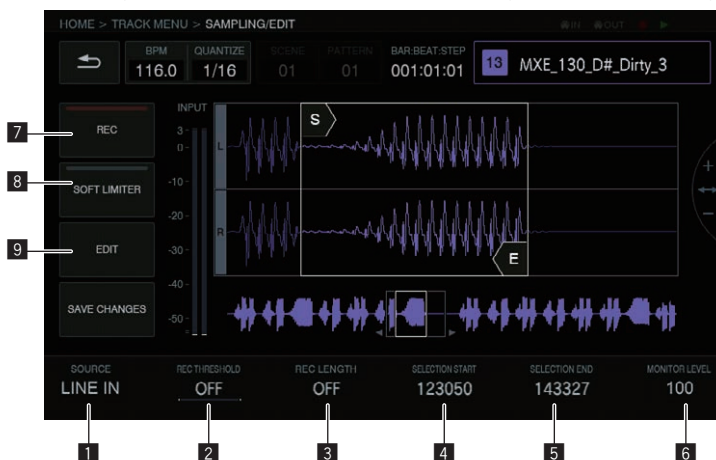 HOME > TRACK MENU > SAMPLING/EDIT
IN OUT
BPM QUANTIZE SCENE PATTERN BAR:BEAT:STEP
116.0 1/16 01 01 001:01:01 13 MXE_130_D#_Dirty_3
7 REC
INPUT
3-
0-
-10-
-20-
-30-
-40-
-50-
L
R
S
E
8 SOFT LIMITER
9 EDIT
SAVE CHANGES
+
-
SOURCE REC THRESHOLD REC LENGTH SELECTION START SELECTION END MONITOR LEVEL
LINE IN OFF OFF 123050 143327 100
1 2 3 4 5 6